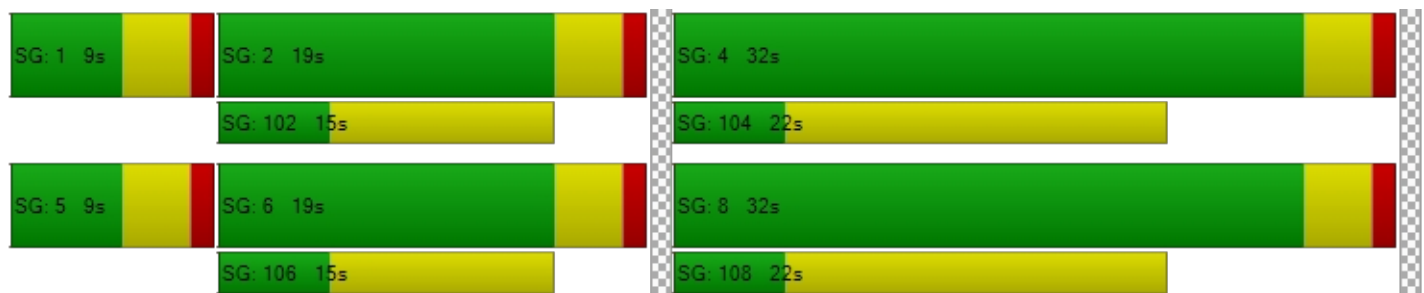 SG: 1 9s SG: 2 19s SG: 4 32s
SG: 102 15s SG: 104 22s
SG: 5 9s SG: 6 19s SG: 8 32s
SG: 106 15s SG: 108 22s